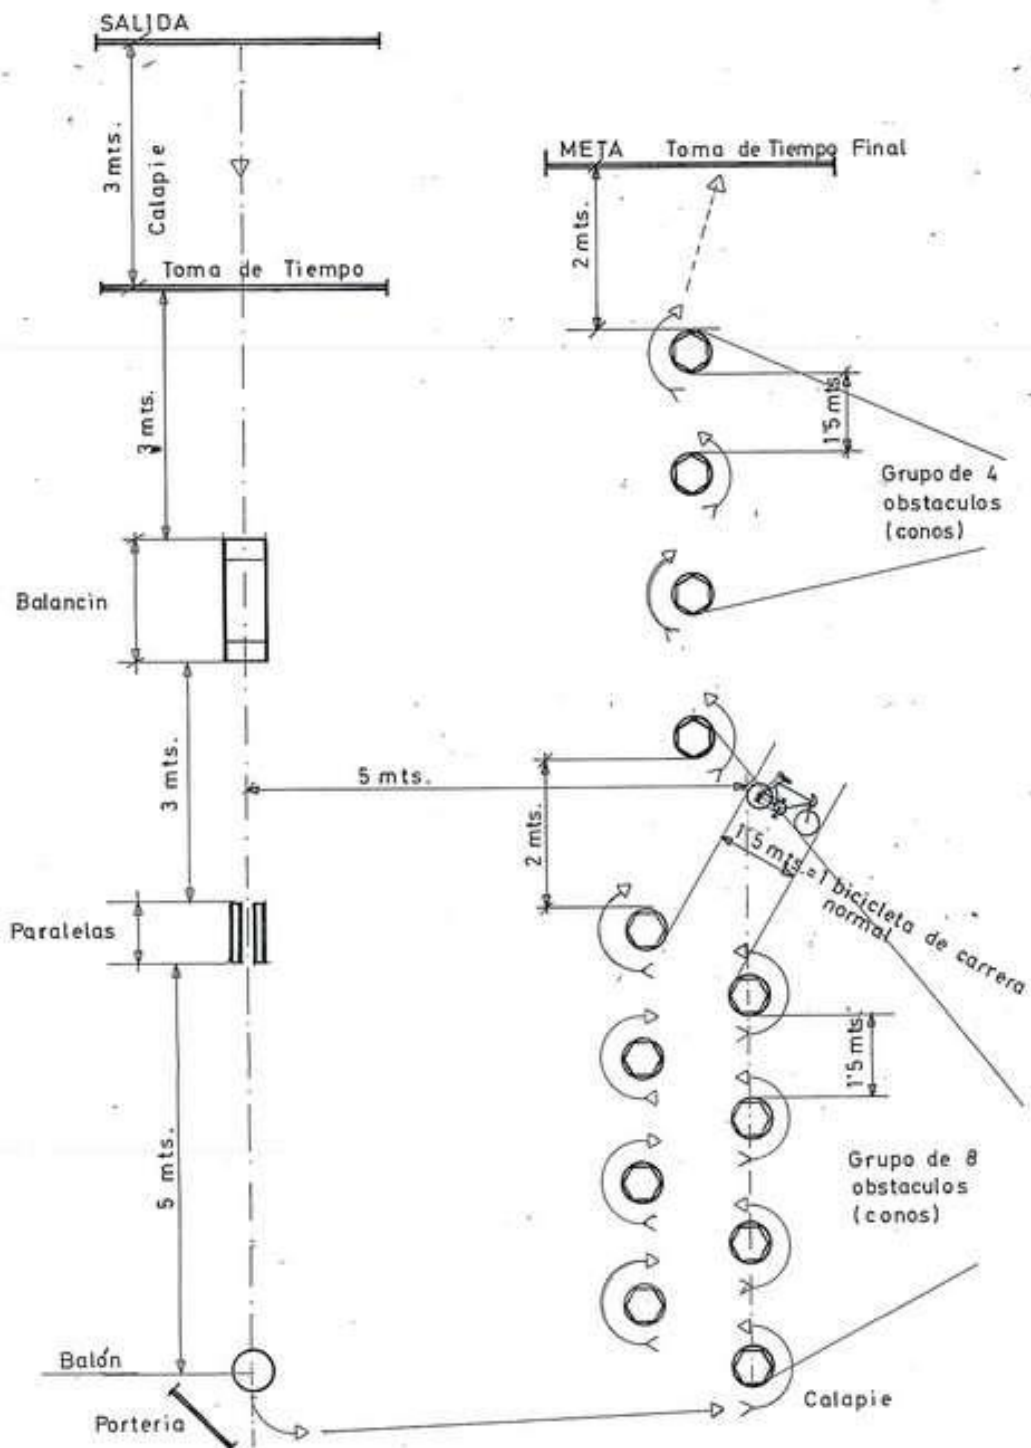 SALIDA
3 mts.
Calapie
Toma de Tiempo
3 mts.
Balancin
3 mts.
Paralelas
5 mts.
Balón
Porteria
META Toma de Tiempo Final
2 mts.
1'5 mts.
Grupo de 4
obstaculos
(conos)
5 mts.
2 mts.
1'5 mts. = 1 bicicleta de carrera
normal
1'5 mts.
Grupo de 8
obstaculos
(conos)
Calapie